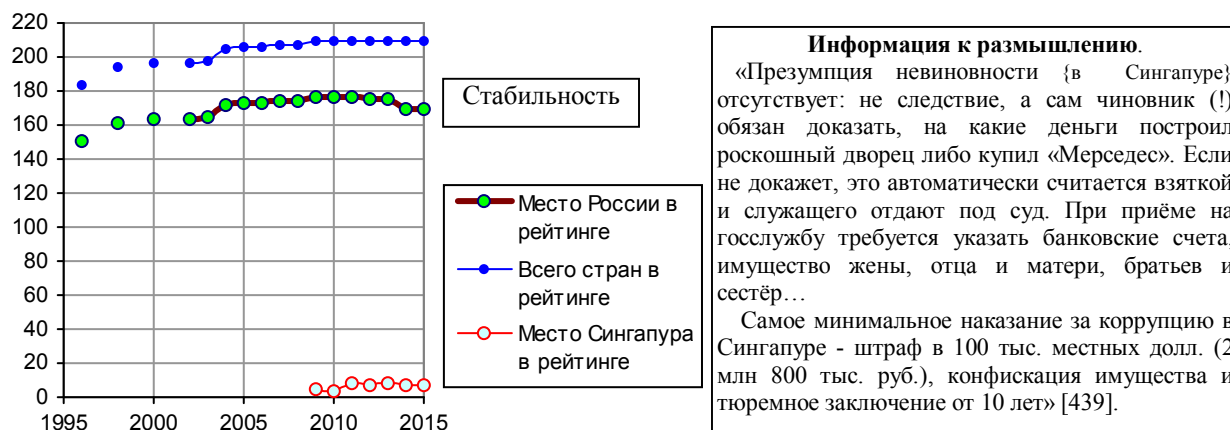 220
200
180
160
140
120
100
80
60
40
20
0
1995 2000 2005 2010 2015
Стабильность
Место России в
рейтинге
Всего стран в
рейтинге
Место Сингапура
в рейтинге
Информация к размышлению.
«Презумпция невиновности {в Сингапуре}
отсутствует: не следствие, а сам чиновник (!)
обязан доказать, на какие деньги построил
роскошный дворец либо купил «Мерседес». Если
не докажет, это автоматически считается взяткой
и служащего отдают под суд. При приёме на
госслужбу требуется указать банковские счета,
имущество жены, отца и матери, братьев и
сестёр…
Самое минимальное наказание за коррупцию в
Сингапуре - штраф в 100 тыс. местных долл. (2
млн 800 тыс. руб.), конфискация имущества и
тюремное заключение от 10 лет» [439].